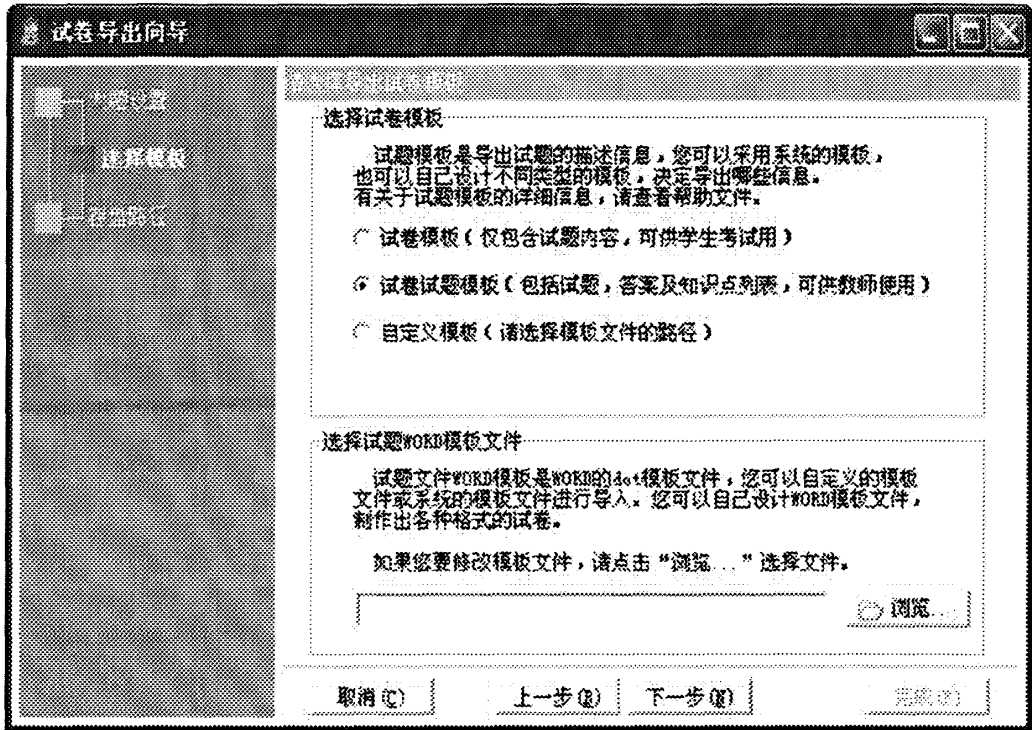 试卷导出向导
选择模板
选择试卷模板
试题模板是导出试题的描述信息，您可以采用系统的模板，
也可以自己设计不同类型的模板，决定导出哪些信息。
有关于试题模板的详细信息，请查看帮助文件。
试卷模板（仅包含试题内容，可供学生考试用）
试卷试题模板（包括试题，答案及知识点列表，可供教师使用）
自定义模板（请选择模板文件的路径）
选择试题WORD模板文件
试题文件WORD模板是WORD的dot模板文件，您可以自定义的模板
文件或系统的模板文件进行导入。您可以自己设计WORD模板文件，
制作出各种格式的试卷。
如果您要修改模板文件，请点击“浏览...”选择文件。
浏览...
取消(C) 上一步(B) 下一步(N) 完成